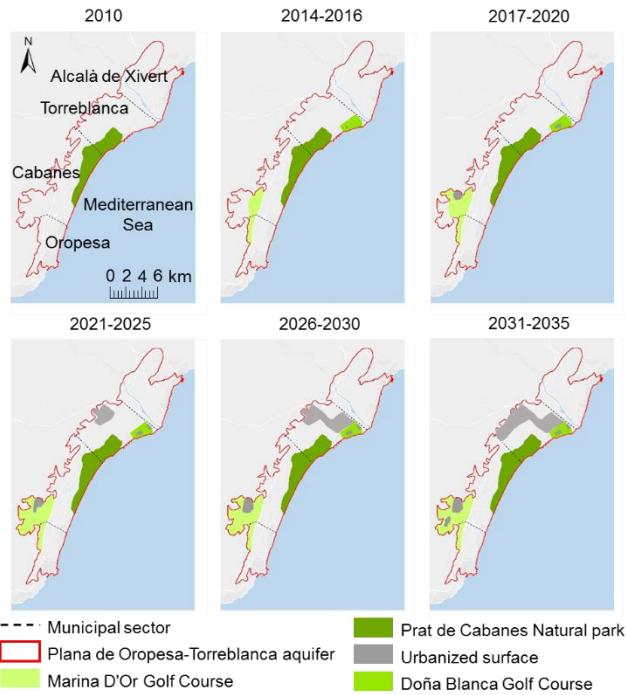 2010
2014-2016
2017-2020
N
Alcalà de Xivert
Torreblanca
Cabanes
Mediterranean
Sea
Oropesa
0 2 4 6 km
2021-2025
2026-2030
2031-2035
Municipal sector
Plana de Oropesa-Torreblanca aquifer
Marina D'Or Golf Course
Prat de Cabanes Natural park
Urbanized surface
Doña Blanca Golf Course